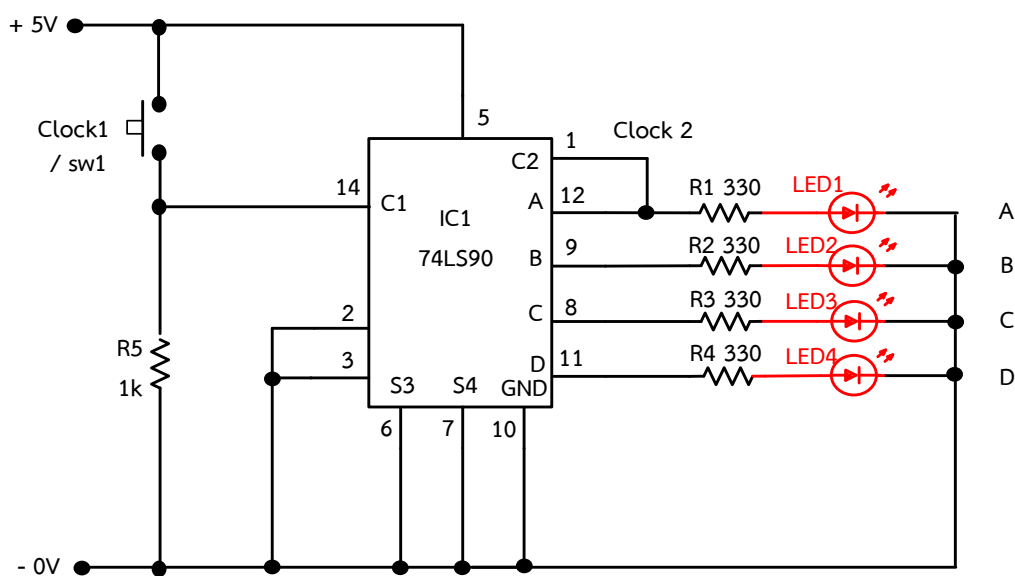 + 5V
Clock1
/ sw1
5
1
Clock 2
C2
14
C1
A
12
R1 330
LED1
A
IC1
74LS90
B
9
R2 330
LED2
B
2
C
8
R3 330
LED3
C
R5
1k
3
D
11
R4 330
LED4
D
S3
S4
GND
6
7
10
- 0V